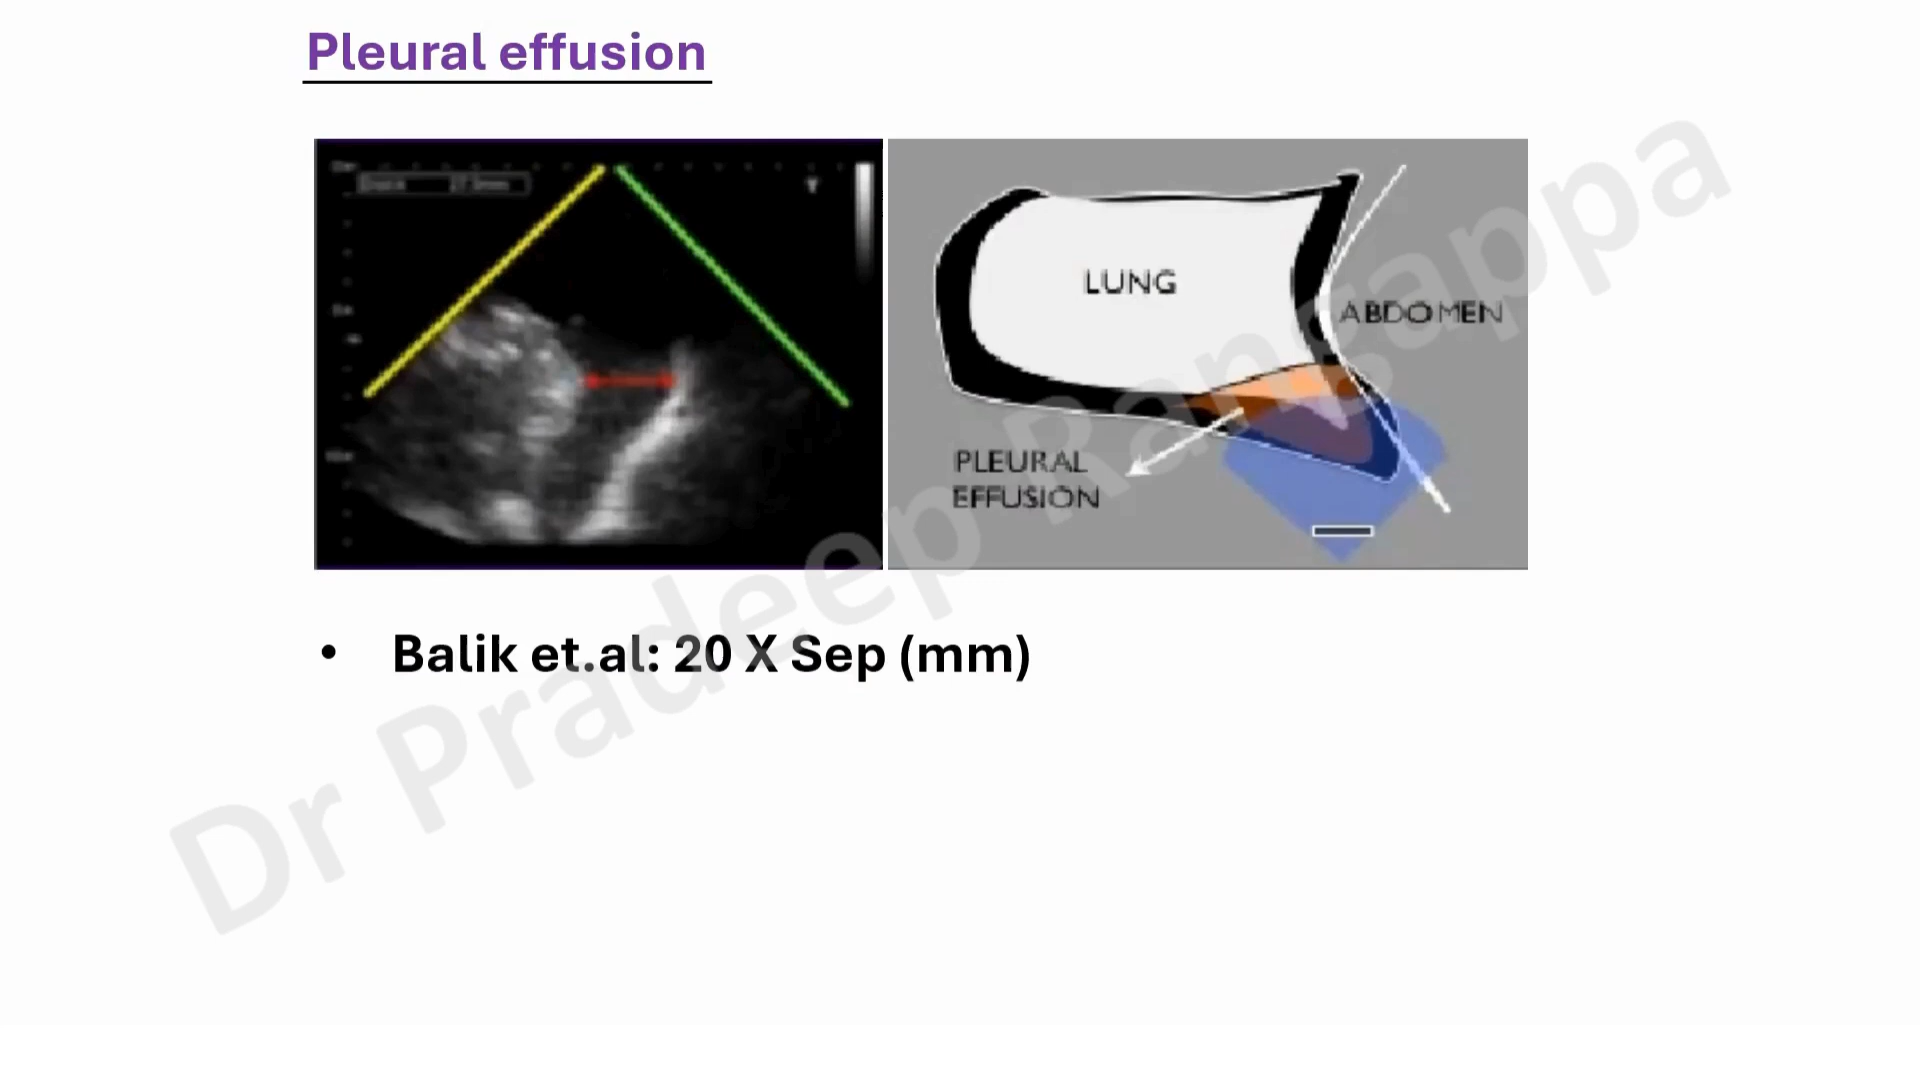 Pleural effusion
LUNG
ABDOMEN
PLEURAL
EFFUSION
• Balik et.al: 20 X Sep (mm)
Dr Pradeep Rangappa